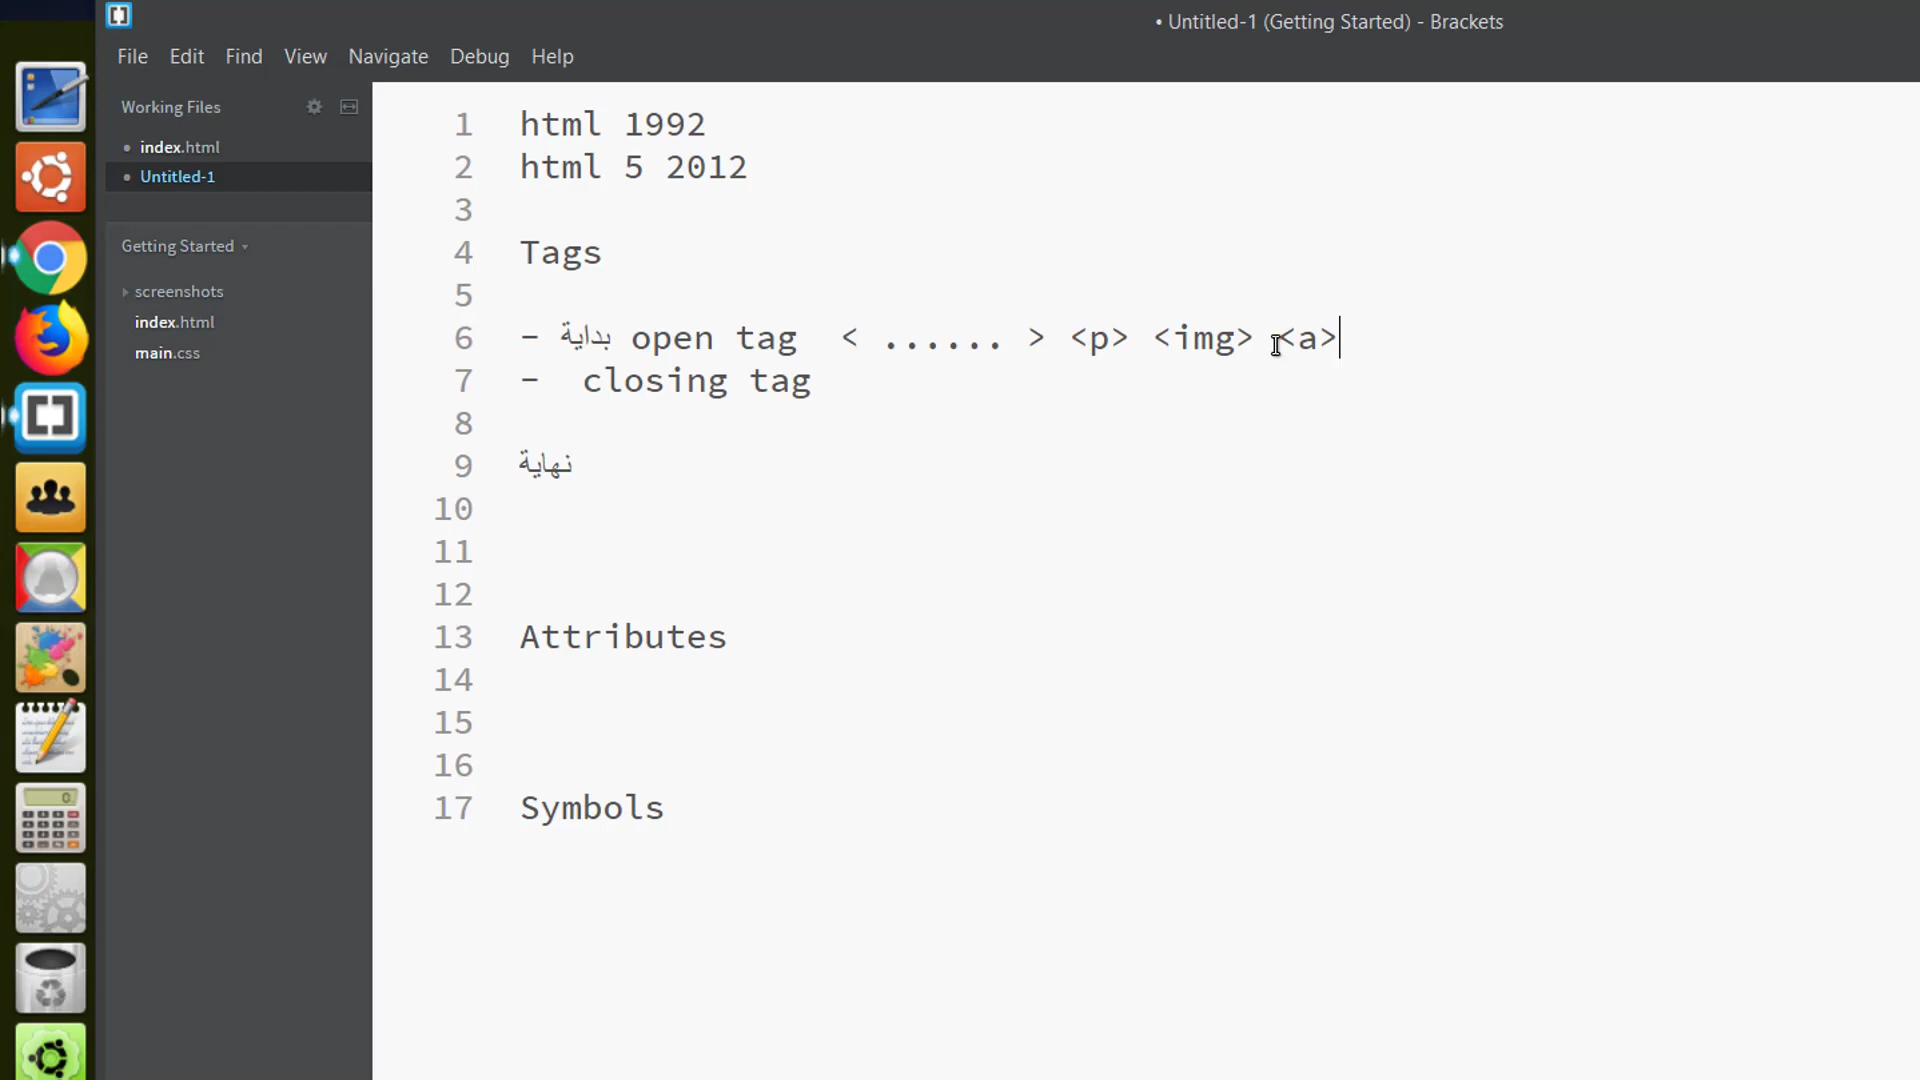 • Untitled-1 (Getting Started) - Brackets
File Edit Find View Navigate Debug Help
Working Files
index.html
Untitled-1
Getting Started
screenshots
index.html
main.css
1 html 1992
2 html 5 2012
3
4 Tags
5
6 - بداية open tag < ...... > <p> <img> <a>
7 - closing tag
8
9 نهاية
10
11
12
13 Attributes
14
15
16
17 Symbols